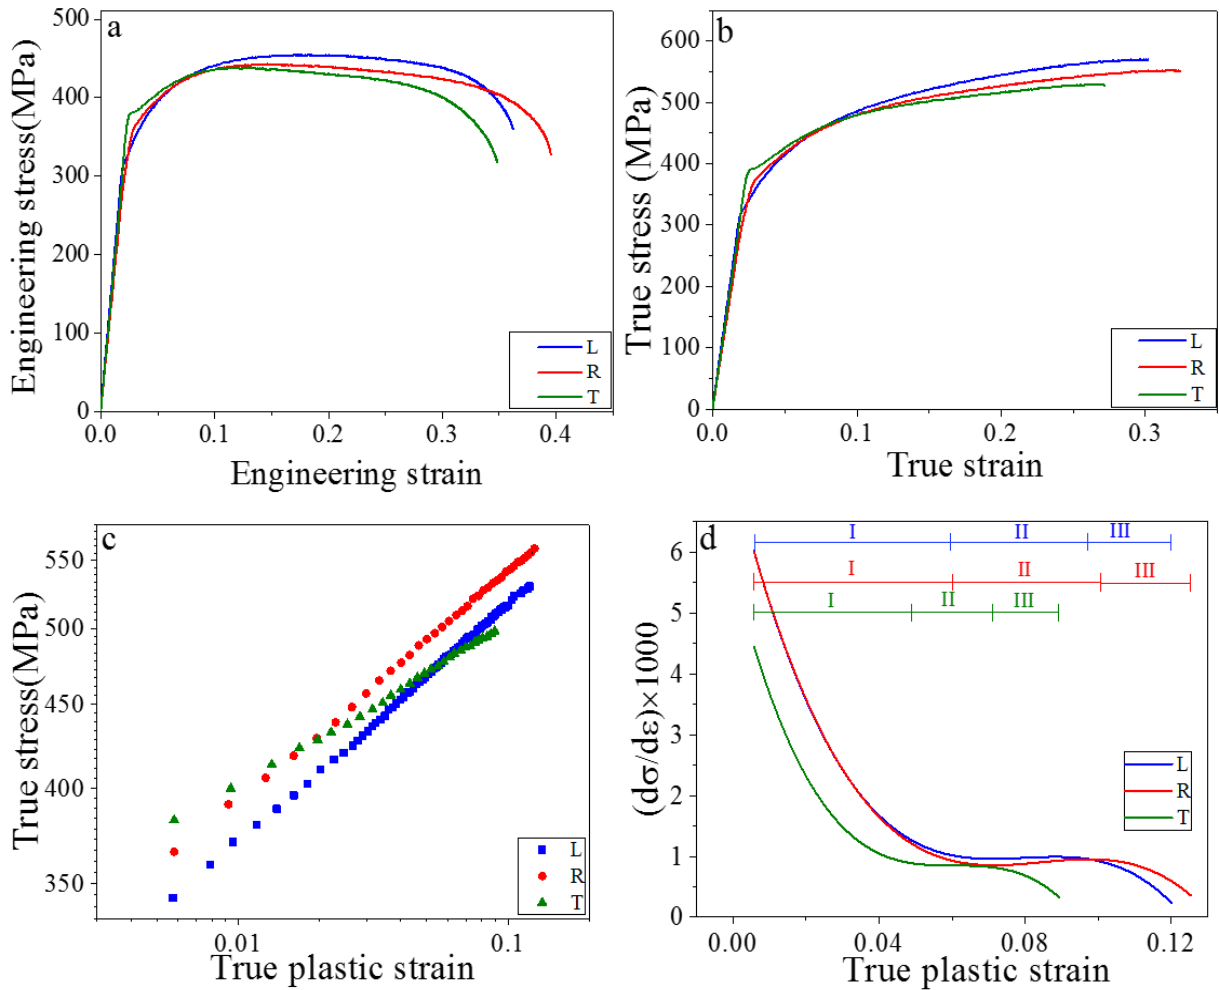 a
Engineering stress(MPa)
500
400
300
200
100
0
0.0
0.1
0.2
0.3
0.4
Engineering strain
L
R
T
b
True stress (MPa)
600
500
400
300
200
100
0
0.0
0.1
0.2
0.3
True strain
L
R
T
c
True stress(MPa)
550
500
450
400
350
0.01
0.1
True plastic strain
L
R
T
d
(dσ/dε)×1000
6
5
4
3
2
1
0
0.00
0.04
0.08
0.12
True plastic strain
I
II
III
I
II
III
I
II
III
L
R
T